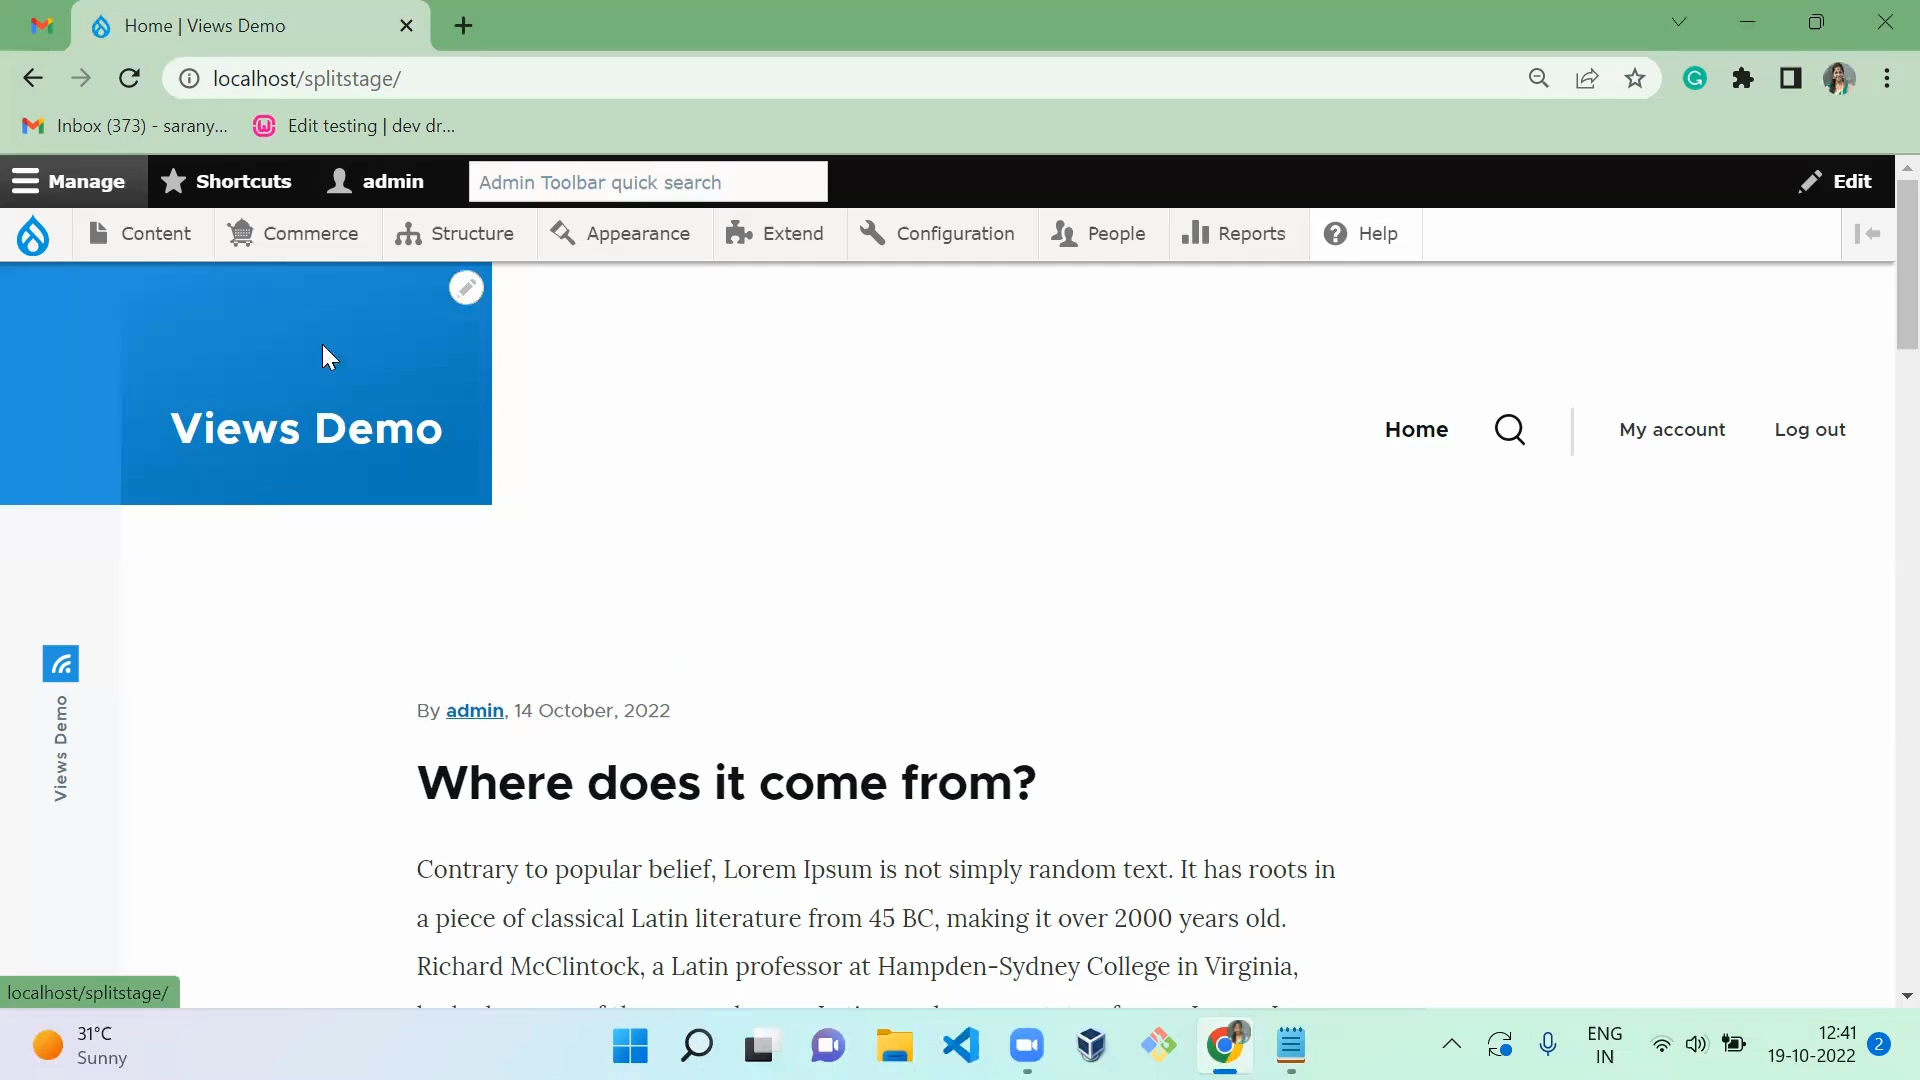 Home | Views Demo
localhost/splitstage/
Inbox (373) - sarany...
Edit testing | dev dr...
Manage
Shortcuts
admin
Admin Toolbar quick search
Edit
Content
Commerce
Structure
Appearance
Extend
Configuration
People
Reports
Help
Views Demo
Home
My account
Log out
Views Demo
By admin, 14 October, 2022
Where does it come from?
Contrary to popular belief, Lorem Ipsum is not simply random text. It has roots in
a piece of classical Latin literature from 45 BC, making it over 2000 years old.
Richard McClintock, a Latin professor at Hampden-Sydney College in Virginia,
localhost/splitstage/
31°C
Sunny
ENG
IN
12:41
19-10-2022
2